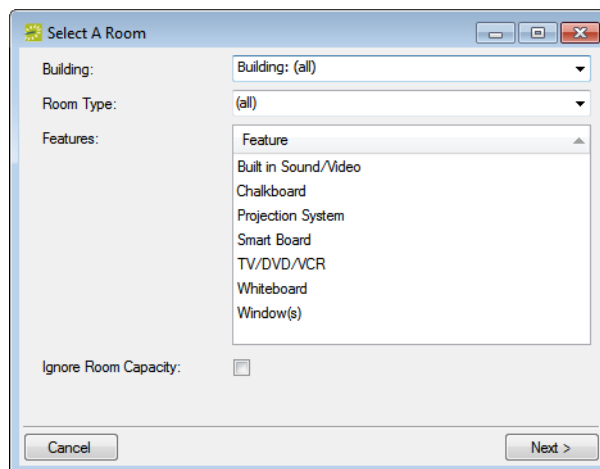 Select A Room
Building: Building: (all)
Room Type: (all)
Features: Feature
Built in Sound/Video
Chalkboard
Projection System
Smart Board
TV/DVD/VCR
Whiteboard
Window(s)
Ignore Room Capacity:
Cancel Next >